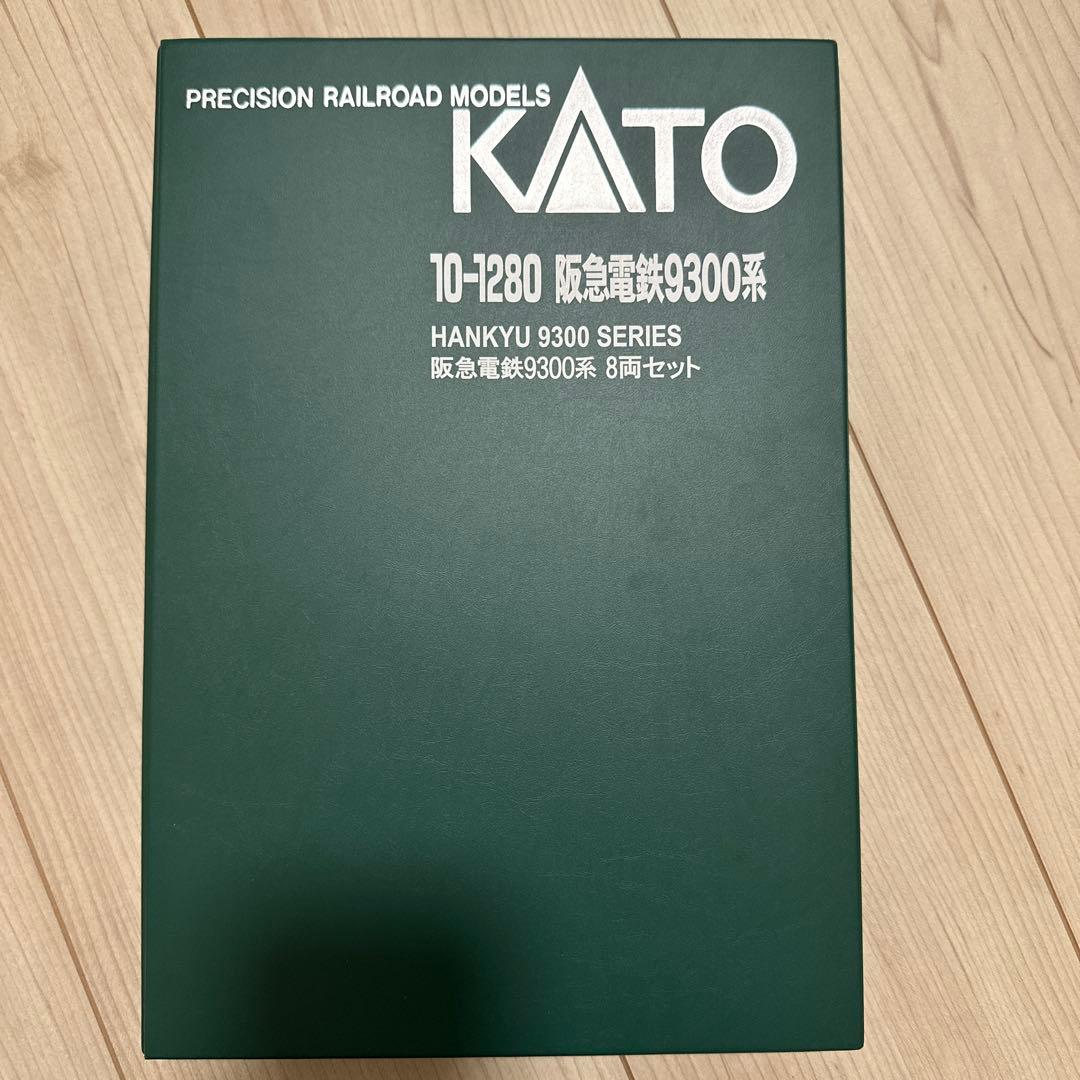 PRECISION RAILROAD MODELS
KATO
10-1280 阪急電鉄9300系
HANKYU 9300 SERIES
阪急電鉄9300系 8両セット